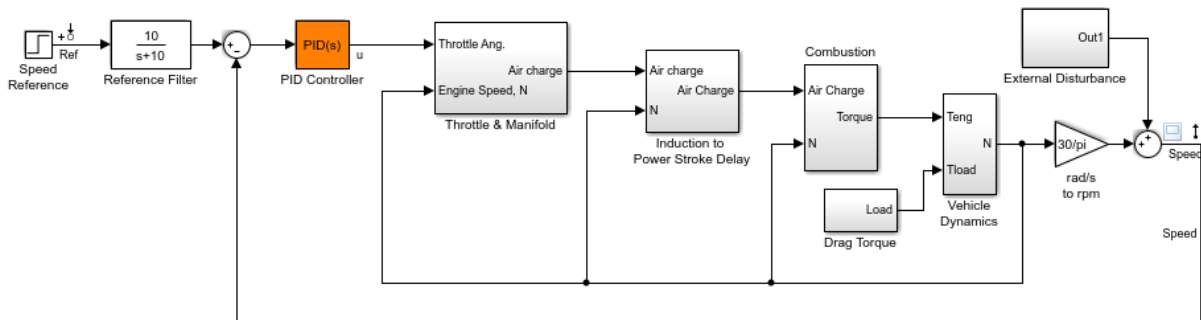 +
Ref
Speed
Reference
10
s+10
Reference Filter
+
−
PID(s)
PID Controller
u
Throttle Ang.
Air charge
Engine Speed, N
Throttle & Manifold
Air charge
Air Charge
N
Induction to
Power Stroke Delay
Combustion
Air Charge
Torque
N
Load
Drag Torque
Teng
N
Tload
Vehicle
Dynamics
Out1
External Disturbance
30/pi
rad/s
to rpm
+
+
Speed
Speed